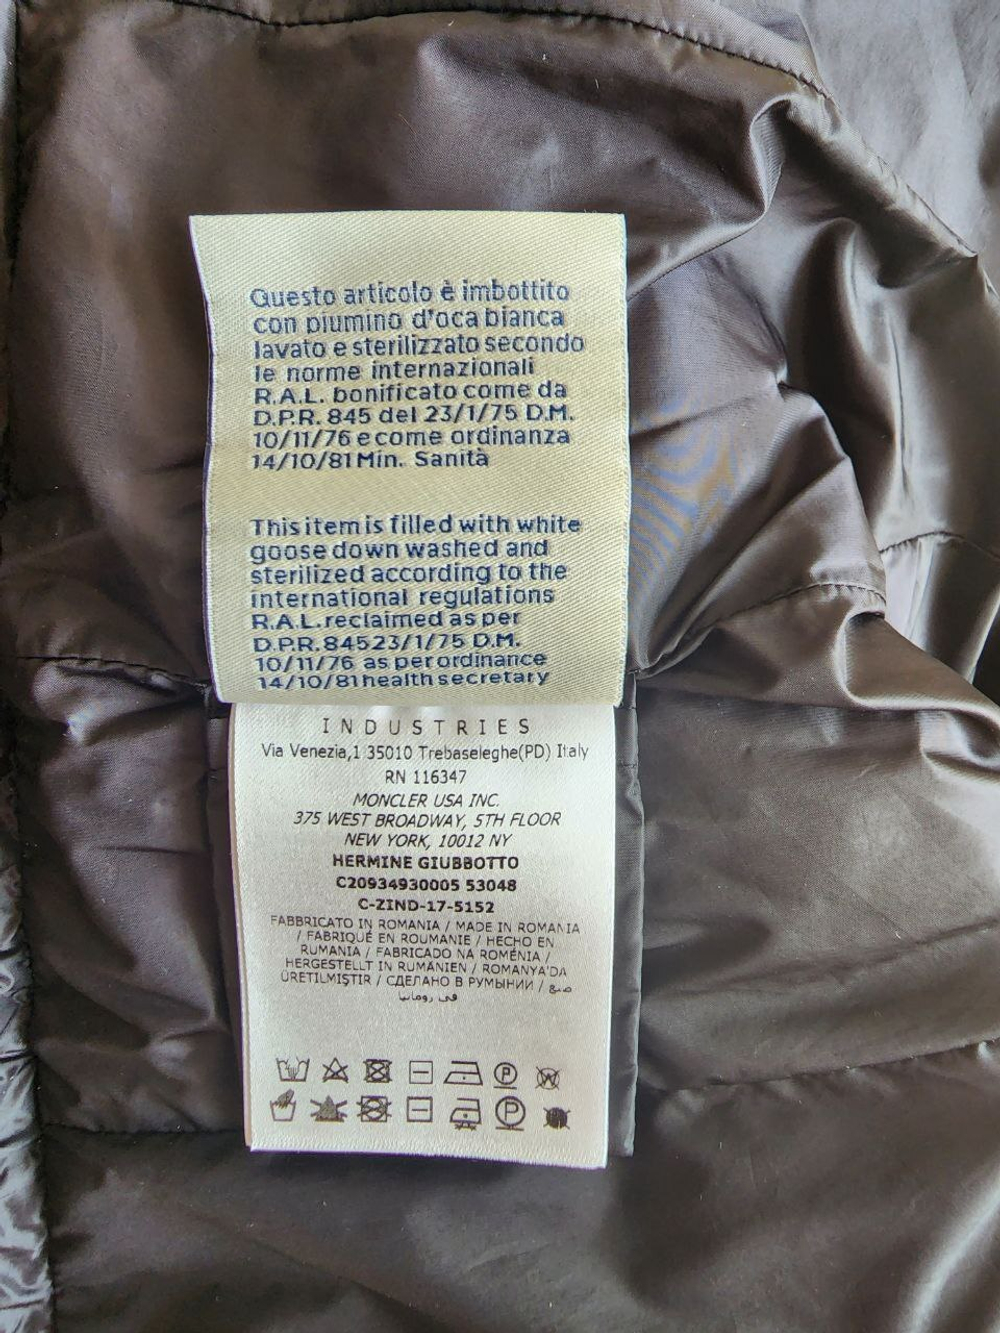 Questo articolo è imbottito
con piumino d'oca bianca
lavato e sterilizzato secondo
le norme internazionali
R.A.L. bonificato come da
D.P.R. 845 del 23/1/75 D.M.
10/11/76 e come ordinanza
14/10/81 Min. Sanità
This item is filled with white
goose down washed and
sterilized according to the
international regulations
R.A.L. reclaimed as per
D.P.R. 845 23/1/75 D.M.
10/11/76 as per ordinance
14/10/81 health secretary
INDUSTRIES
Via Venezia,1 35010 Trebaseleghe(PD) Italy
RN 116347
MONCLER USA INC.
375 WEST BROADWAY, 5TH FLOOR
NEW YORK, 10012 NY
HERMINE GIUBBOTTO
C20934930005 53048
C-ZIND-17-5152
FABBRICATO IN ROMANIA / MADE IN ROMANIA
/ FABRIQUÉ EN ROUMANIE / HECHO EN
RUMANIA / FABRICADO NA ROMÉNIA /
HERGESTELLT IN RUMÄNIEN / ROMANYA'DA
ÜRETILMIŞTIR / СДЕЛАНО В РУМЫНИИ / صنع
في رومانيا
P W
P